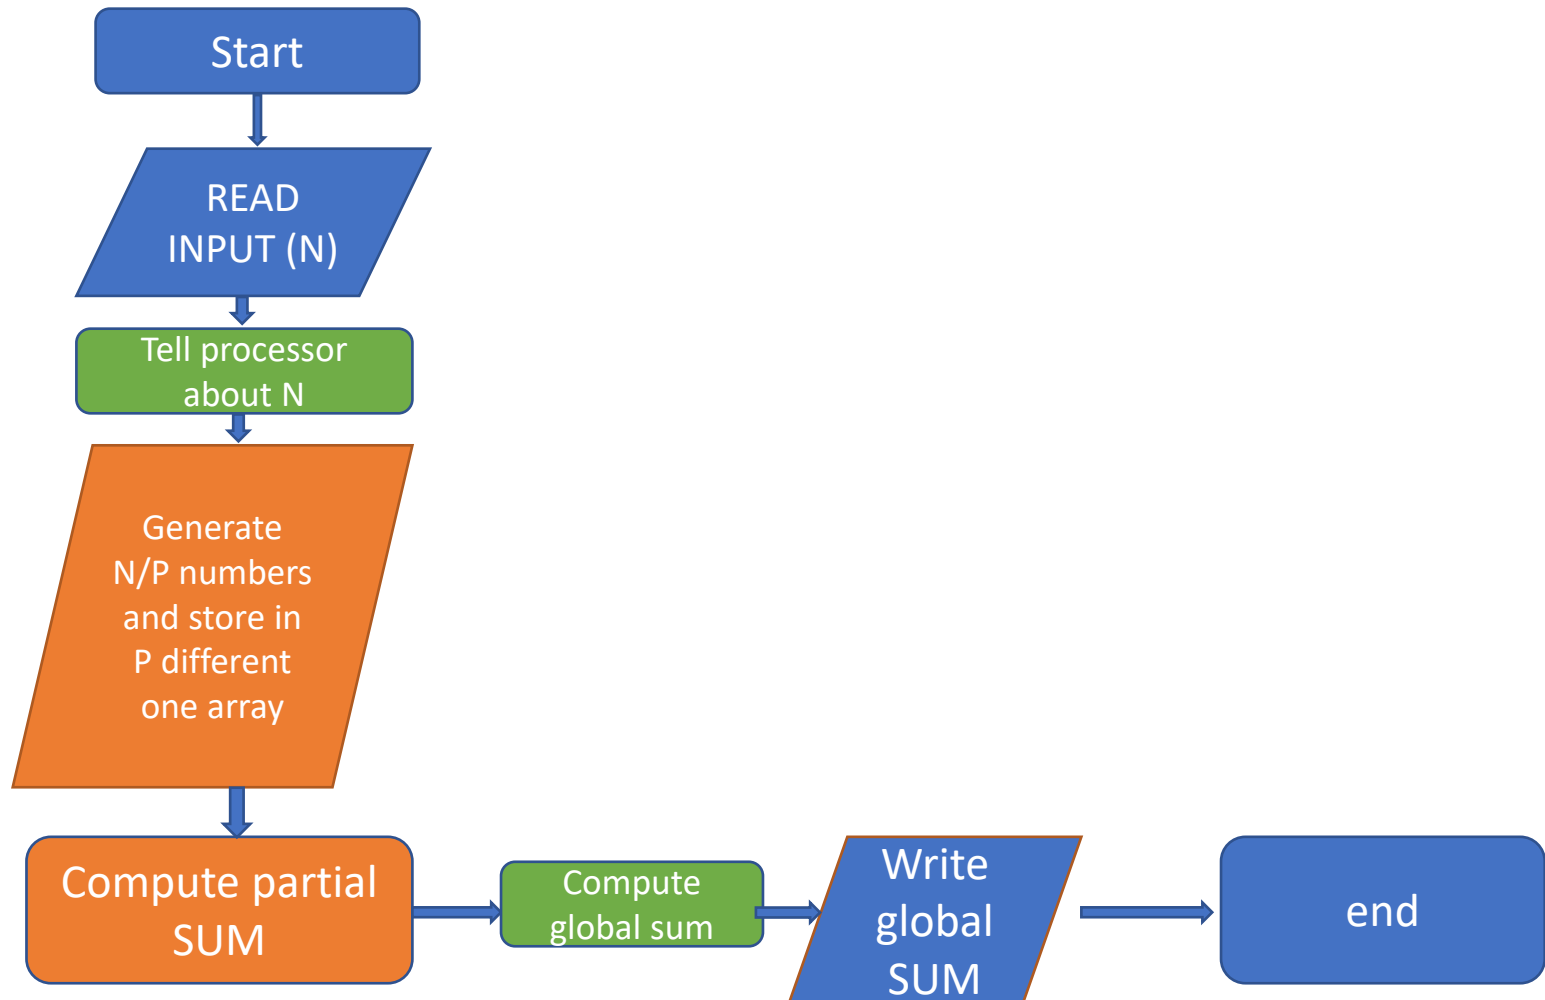 Start
READ
INPUT (N)
Tell processor
about N
Generate
N/P numbers
and store in
P different
one array
Compute partial
SUM
Compute
global sum
Write
global
SUM
end